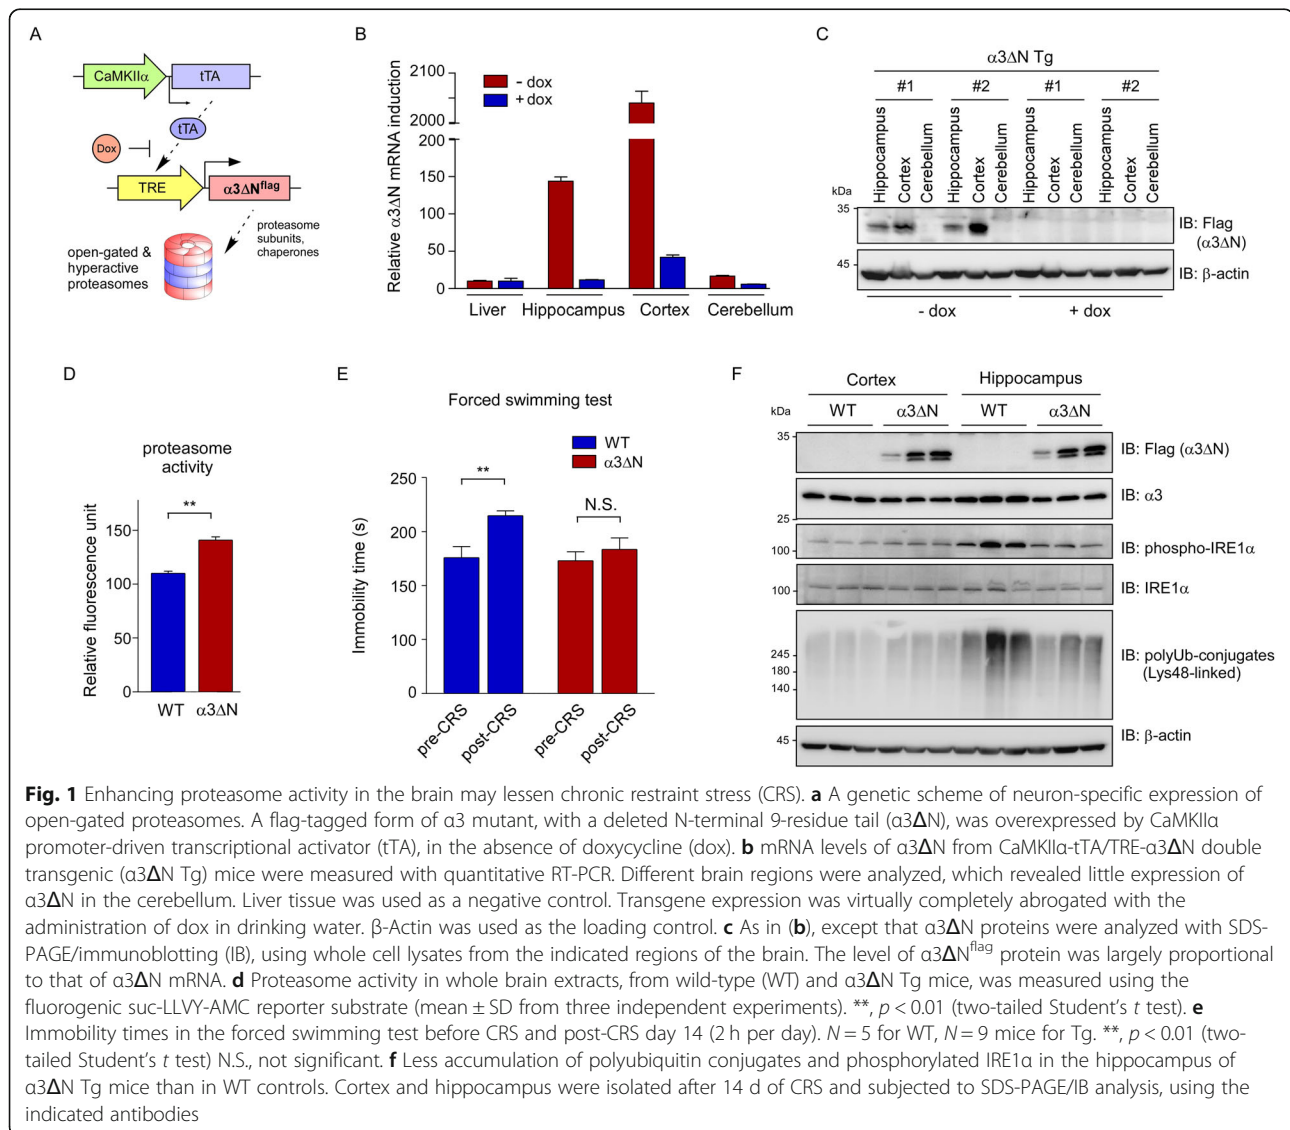 A
CaMKIIα
tTA
tTA
Dox
TRE
α3ΔN^flag
proteasome
subunits,
chaperones
open-gated &
hyperactive
proteasomes
B
Relative α3ΔN mRNA induction
2100
2000
200
150
100
50
0
- dox
+ dox
Liver
Hippocampus
Cortex
Cerebellum
C
α3ΔN Tg
#1
#2
#1
#2
Hippocampus
Cortex
Cerebellum
Hippocampus
Cortex
Cerebellum
Hippocampus
Cortex
Cerebellum
Hippocampus
Cortex
Cerebellum
kDa
35
IB: Flag
(α3ΔN)
45
IB: β-actin
- dox
+ dox
D
proteasome
activity
Relative fluorescence unit
150
100
50
0
**
WT
α3ΔN
E
Forced swimming test
WT
α3ΔN
Immobility time (s)
250
200
150
100
0
**
N.S.
pre-CRS
post-CRS
pre-CRS
post-CRS
F
Cortex
Hippocampus
WT
α3ΔN
WT
α3ΔN
kDa
35
IB: Flag (α3ΔN)
IB: α3
25
100
IB: phospho-IRE1α
100
IB: IRE1α
245
180
140
IB: polyUb-conjugates
(Lys48-linked)
45
IB: β-actin
Fig. 1 Enhancing proteasome activity in the brain may lessen chronic restraint stress (CRS). a A genetic scheme of neuron-specific expression of
open-gated proteasomes. A flag-tagged form of α3 mutant, with a deleted N-terminal 9-residue tail (α3ΔN), was overexpressed by CaMKIIα
promoter-driven transcriptional activator (tTA), in the absence of doxycycline (dox). b mRNA levels of α3ΔN from CaMKIIα-tTA/TRE-α3ΔN double
transgenic (α3ΔN Tg) mice were measured with quantitative RT-PCR. Different brain regions were analyzed, which revealed little expression of
α3ΔN in the cerebellum. Liver tissue was used as a negative control. Transgene expression was virtually completely abrogated with the
administration of dox in drinking water. β-Actin was used as the loading control. c As in (b), except that α3ΔN proteins were analyzed with SDS-
PAGE/immunoblotting (IB), using whole cell lysates from the indicated regions of the brain. The level of α3ΔN^flag protein was largely proportional
to that of α3ΔN mRNA. d Proteasome activity in whole brain extracts, from wild-type (WT) and α3ΔN Tg mice, was measured using the
fluorogenic suc-LLVY-AMC reporter substrate (mean ± SD from three independent experiments). **, p < 0.01 (two-tailed Student's t test). e
Immobility times in the forced swimming test before CRS and post-CRS day 14 (2 h per day). N = 5 for WT, N = 9 mice for Tg. **, p < 0.01 (two-
tailed Student's t test) N.S., not significant. f Less accumulation of polyubiquitin conjugates and phosphorylated IRE1α in the hippocampus of
α3ΔN Tg mice than in WT controls. Cortex and hippocampus were isolated after 14 d of CRS and subjected to SDS-PAGE/IB analysis, using the
indicated antibodies